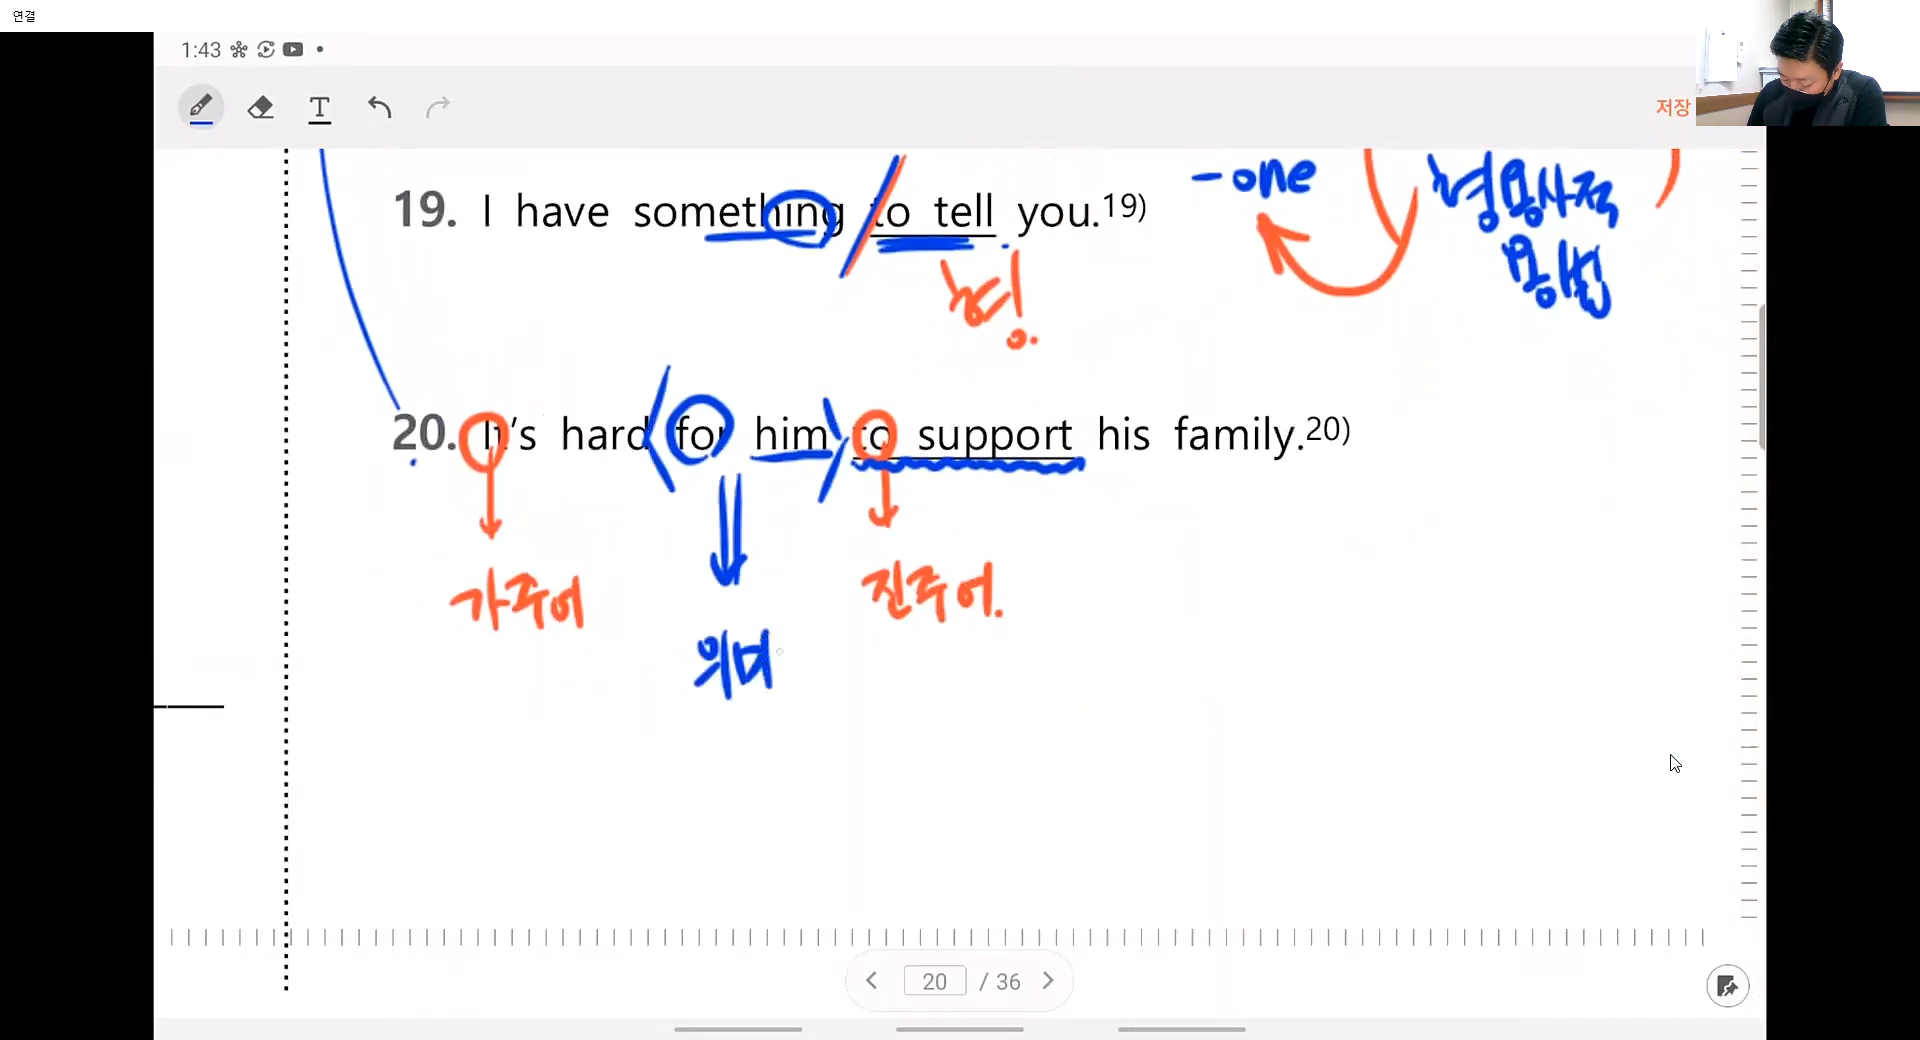 연결
1:43
T
저장
-one
형용사적
용법
19. I have something to tell you.19)
형.
20. It's hard for him to support his family.20)
가주어
진주어.
의미
20 / 36